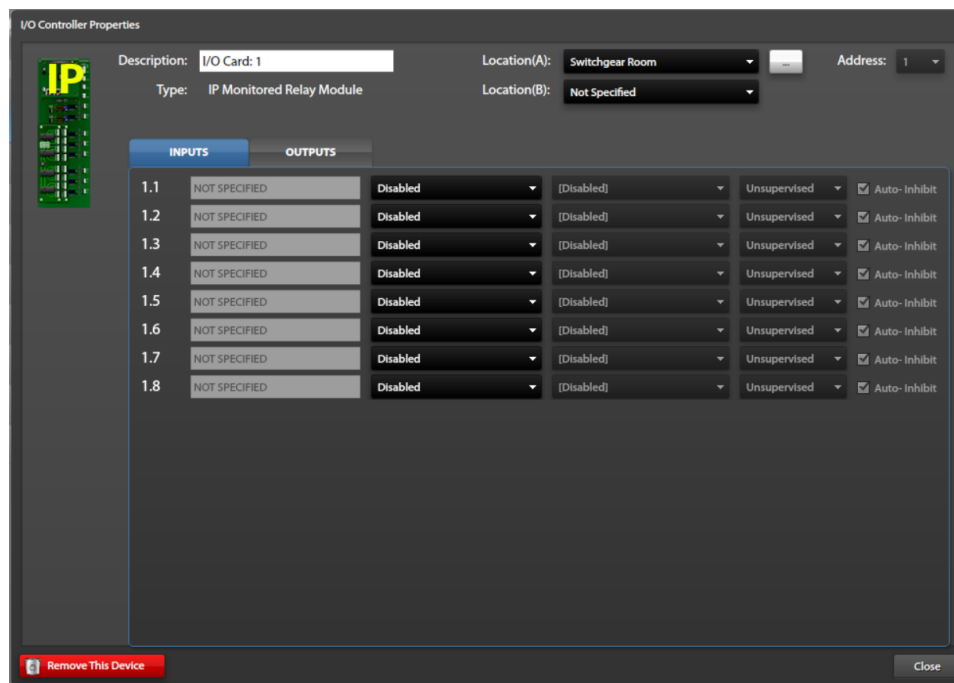 I/O Controller Properties
IP
Description: I/O Card: 1 Location(A): Switchgear Room ... Address: 1
Type: IP Monitored Relay Module Location(B): Not Specified
INPUTS OUTPUTS
1.1 NOT SPECIFIED Disabled [Disabled] Unsupervised Auto- Inhibit
1.2 NOT SPECIFIED Disabled [Disabled] Unsupervised Auto- Inhibit
1.3 NOT SPECIFIED Disabled [Disabled] Unsupervised Auto- Inhibit
1.4 NOT SPECIFIED Disabled [Disabled] Unsupervised Auto- Inhibit
1.5 NOT SPECIFIED Disabled [Disabled] Unsupervised Auto- Inhibit
1.6 NOT SPECIFIED Disabled [Disabled] Unsupervised Auto- Inhibit
1.7 NOT SPECIFIED Disabled [Disabled] Unsupervised Auto- Inhibit
1.8 NOT SPECIFIED Disabled [Disabled] Unsupervised Auto- Inhibit
Remove This Device Close